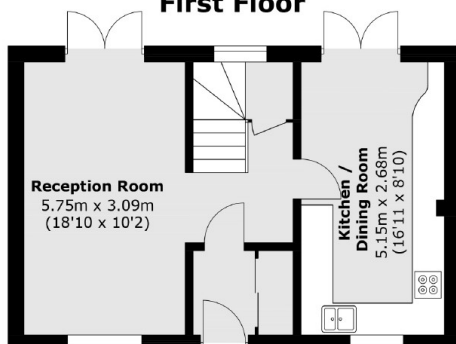 First Floor
Reception Room
5.75m x 3.09m
(18'10 x 10'2)
Kitchen /
Dining Room
5.15m x 2.68m
(16'11 x 8'10)